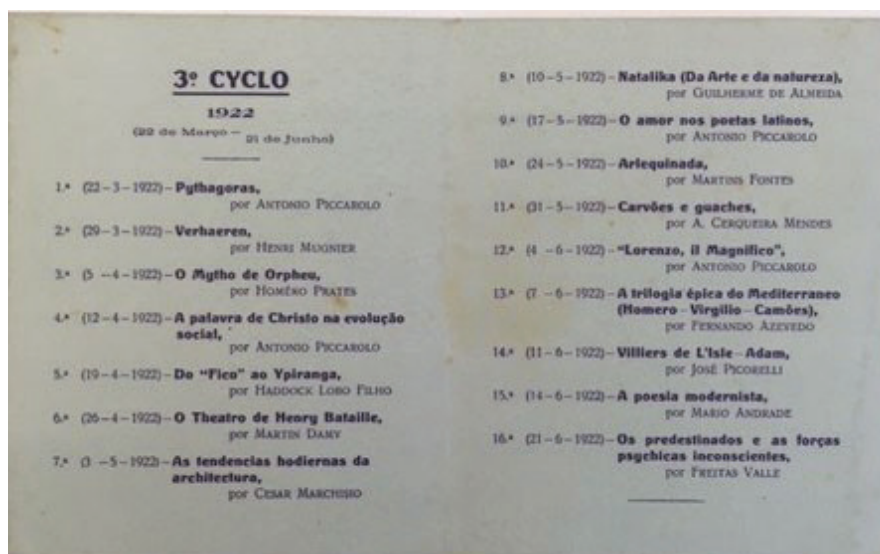 3º CYCLO
1922
(22 de Março – 21 de Junho)
1.ª (22-3-1922) – Pythagoras,
por ANTONIO PICCAROLO
2.ª (29-3-1922) – Verhaeren,
por HENRI MUGNIER
3.ª (5 -4-1922) – O Mytho de Orpheu,
por HOMÉRO PRATES
4.ª (12-4-1922) – A palavra de Christo na evolução
social,
por ANTONIO PICCAROLO
5.ª (19-4-1922) – Do "Fico" ao Ypiranga,
por HADDOCK LOBO FILHO
6.ª (26-4-1922) – O Theatro de Henry Bataille,
por MARTIN DAMY
7.ª (3 -5-1922) – As tendencias hodiernas da
architectura,
por CESAR MARCHISIO
8.ª (10-5-1922) – Natalika (Da Arte e da natureza),
por GUILHERME DE ALMEIDA
9.ª (17-5-1922) – O amor nos poetas latinos,
por ANTONIO PICCAROLO
10.ª (24-5-1922) – Arlequinada,
por MARTINS FONTES
11.ª (31-5-1922) – Carvões e guaches,
por A. CERQUEIRA MENDES
12.ª (4 -6-1922) – "Lorenzo, il Magnifico",
por ANTONIO PICCAROLO
13.ª (7 -6-1922) – A trilogia épica do Mediterraneo
(Homero – Virgilio – Camões),
por FERNANDO AZEVEDO
14.ª (11-6-1922) – Villiers de L'Isle-Adam,
por JOSÉ PICORELLI
15.ª (14-6-1922) – A poesia modernista,
por MARIO ANDRADE
16.ª (21-6-1922) – Os predestinados e as forças
psychicas inconscientes,
por FREITAS VALLE